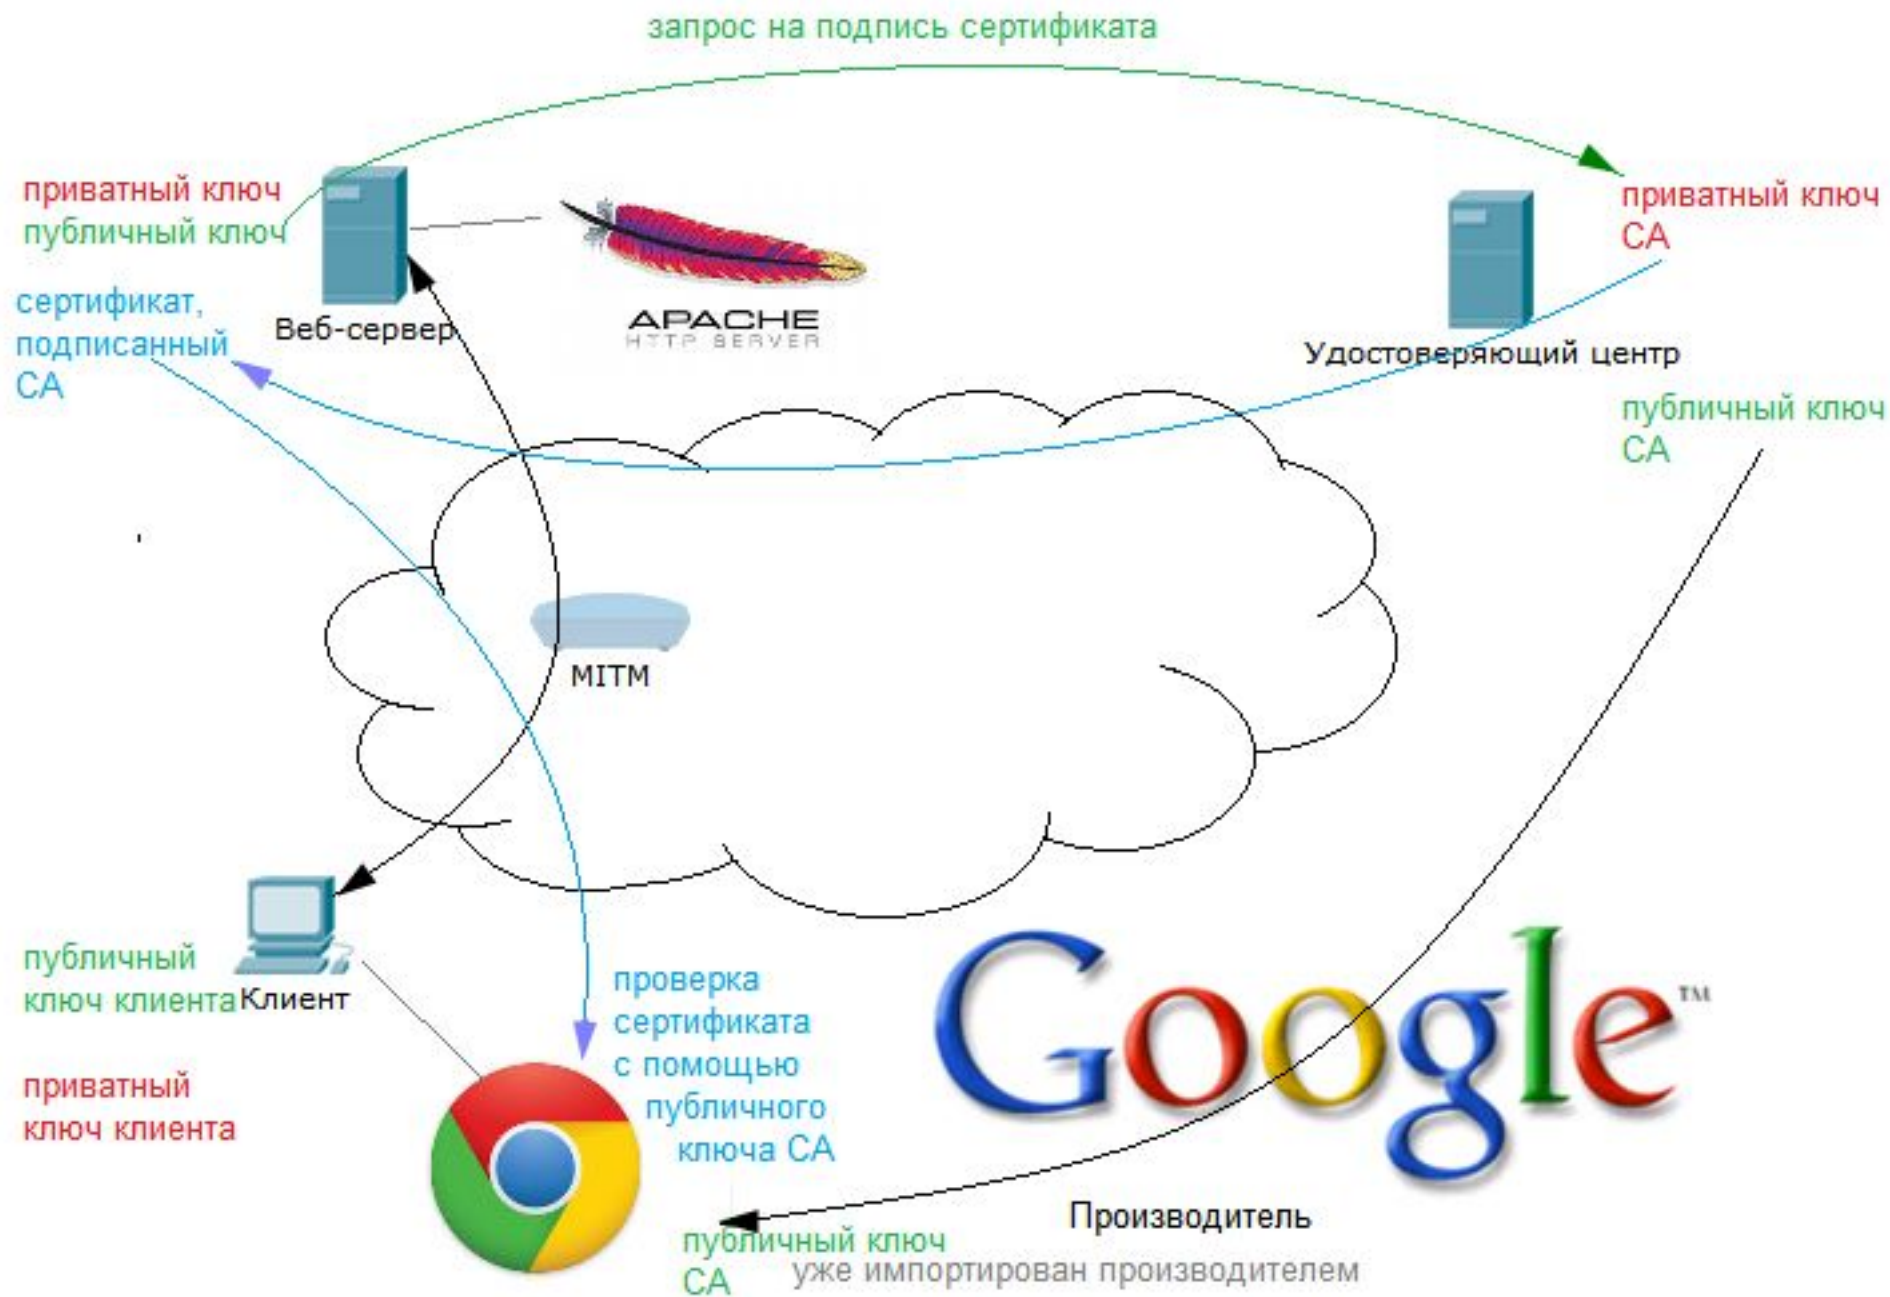 запрос на подпись сертификата
приватный ключ
публичный ключ
сертификат,
подписанный
CA
Веб-сервер
APACHE
HTTP SERVER
приватный ключ
CA
Удостоверяющий центр
публичный ключ
CA
MITM
публичный
ключ клиента
Клиент
приватный
ключ клиента
проверка
сертификата
с помощью
публичного
ключа CA
Google™
Производитель
публичный ключ
CA
уже импортирован производителем